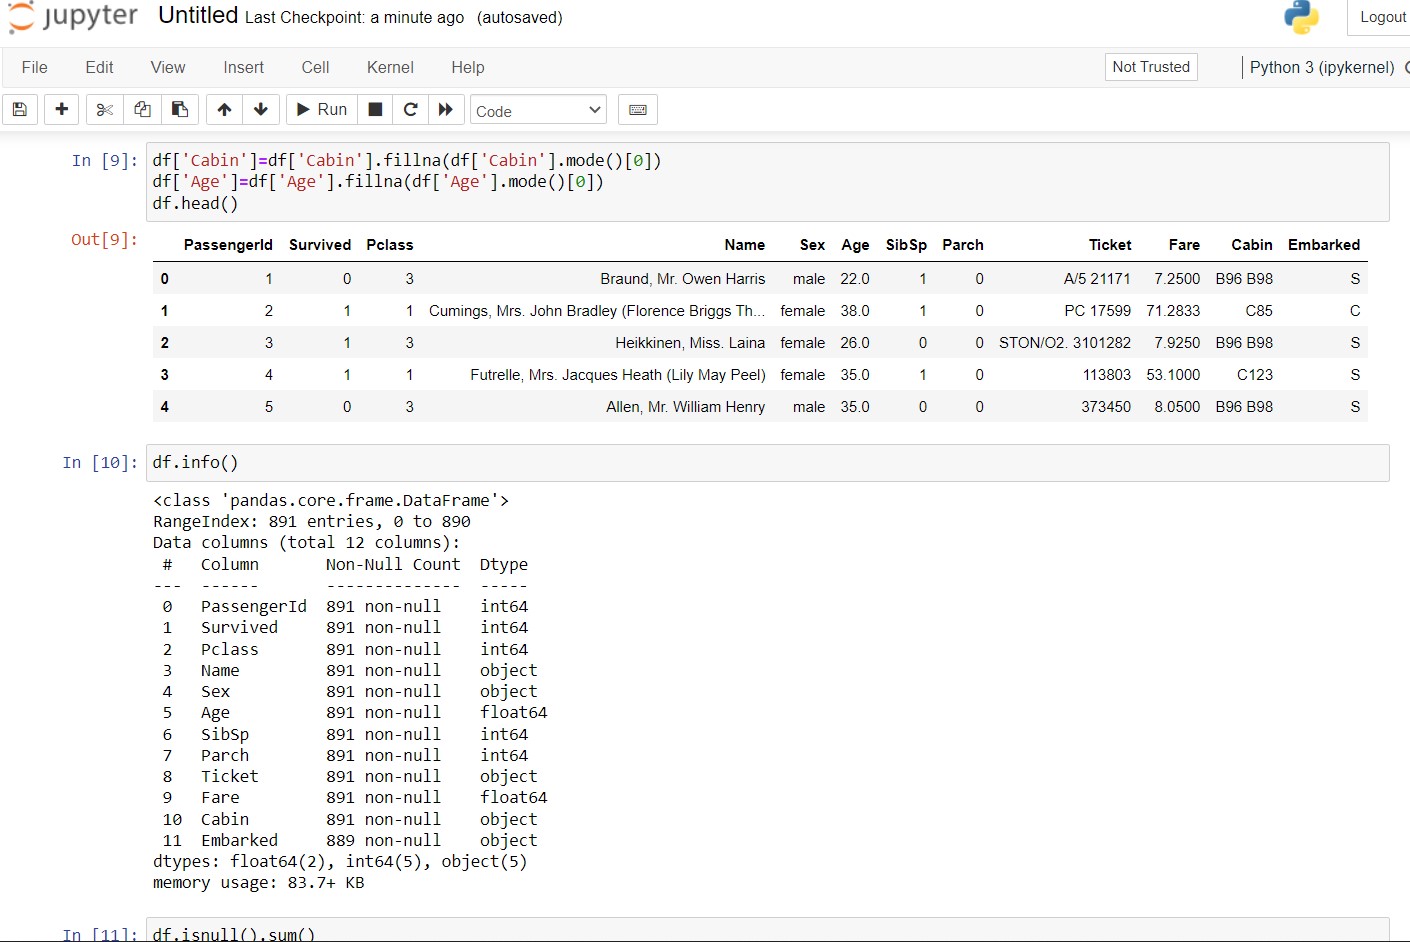 jupyter Untitled Last Checkpoint: a minute ago (autosaved) Logout
File Edit View Insert Cell Kernel Help Not Trusted Python 3 (ipykernel)
Run Code
In [9]: df['Cabin']=df['Cabin'].fillna(df['Cabin'].mode()[0])
df['Age']=df['Age'].fillna(df['Age'].mode()[0])
df.head()
Out[9]:
PassengerId Survived Pclass Name Sex Age SibSp Parch Ticket Fare Cabin Embarked
0 1 0 3 Braund, Mr. Owen Harris male 22.0 1 0 A/5 21171 7.2500 B96 B98 S
1 2 1 1 Cumings, Mrs. John Bradley (Florence Briggs Th... female 38.0 1 0 PC 17599 71.2833 C85 C
2 3 1 3 Heikkinen, Miss. Laina female 26.0 0 0 STON/O2. 3101282 7.9250 B96 B98 S
3 4 1 1 Futrelle, Mrs. Jacques Heath (Lily May Peel) female 35.0 1 0 113803 53.1000 C123 S
4 5 0 3 Allen, Mr. William Henry male 35.0 0 0 373450 8.0500 B96 B98 S
In [10]: df.info()
<class 'pandas.core.frame.DataFrame'>
RangeIndex: 891 entries, 0 to 890
Data columns (total 12 columns):
# Column Non-Null Count Dtype
--- ------ -------------- -----
0 PassengerId 891 non-null int64
1 Survived 891 non-null int64
2 Pclass 891 non-null int64
3 Name 891 non-null object
4 Sex 891 non-null object
5 Age 891 non-null float64
6 SibSp 891 non-null int64
7 Parch 891 non-null int64
8 Ticket 891 non-null object
9 Fare 891 non-null float64
10 Cabin 891 non-null object
11 Embarked 889 non-null object
dtypes: float64(2), int64(5), object(5)
memory usage: 83.7+ KB
In [11]: df.isnull().sum()